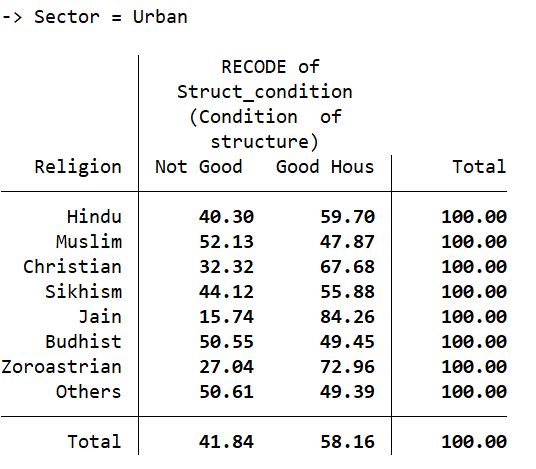 -> Sector = Urban
RECODE of
Struct_condition
(Condition of
structure)
Religion Not Good Good Hous Total
Hindu 40.30 59.70 100.00
Muslim 52.13 47.87 100.00
Christian 32.32 67.68 100.00
Sikhism 44.12 55.88 100.00
Jain 15.74 84.26 100.00
Budhist 50.55 49.45 100.00
Zoroastrian 27.04 72.96 100.00
Others 50.61 49.39 100.00
Total 41.84 58.16 100.00